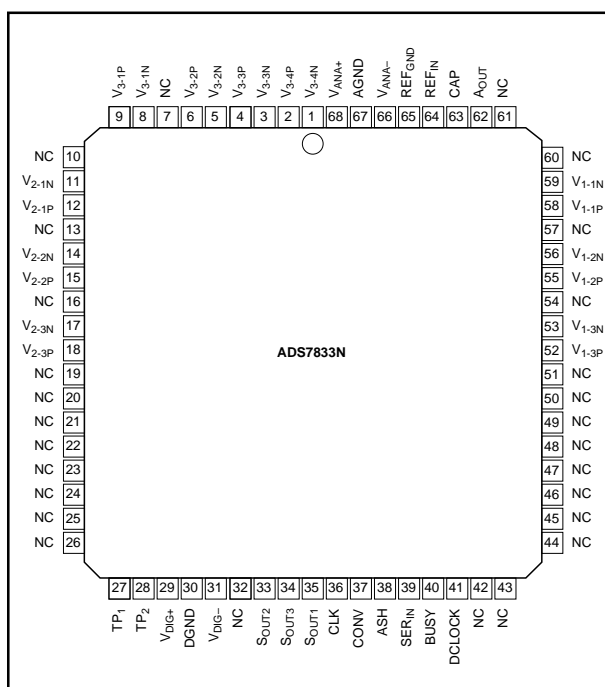 V3-1P V3-1N NC V3-2P V3-2N V3-3P V3-3N V3-4P V3-4N VANA+ AGND VANA– REFGND REFIN CAP AOUT NC
9 8 7 6 5 4 3 2 1 68 67 66 65 64 63 62 61
NC 10 60 NC
V2-1N 11 59 V1-1N
V2-1P 12 58 V1-1P
NC 13 57 NC
V2-2N 14 56 V1-2N
V2-2P 15 55 V1-2P
NC 16 54 NC
V2-3N 17 53 V1-3N
V2-3P 18 ADS7833N 52 V1-3P
NC 19 51 NC
NC 20 50 NC
NC 21 49 NC
NC 22 48 NC
NC 23 47 NC
NC 24 46 NC
NC 25 45 NC
NC 26 44 NC
27 28 29 30 31 32 33 34 35 36 37 38 39 40 41 42 43
TP1 TP2 VDIG+ DGND VDIG– NC SOUT2 SOUT3 SOUT1 CLK CONV ASH SERIN BUSY DCLOCK NC NC